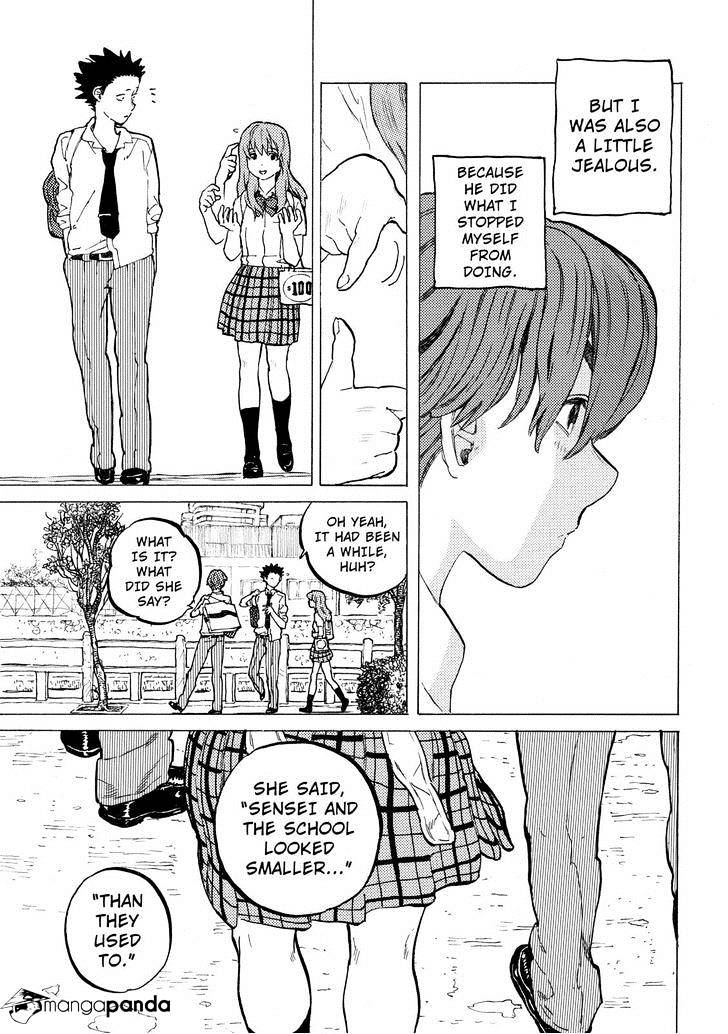 BUT I
WAS ALSO
A LITTLE
JEALOUS.
BECAUSE
HE DID
WHAT I
STOPPED
MYSELF
FROM
DOING.
$100
OH YEAH,
IT HAD BEEN
A WHILE,
HUH?
WHAT
IS IT?
WHAT
DID SHE
SAY?
SHE SAID,
"SENSEI AND
THE SCHOOL
LOOKED
SMALLER..."
"THAN
THEY
USED
TO."
mangapanda